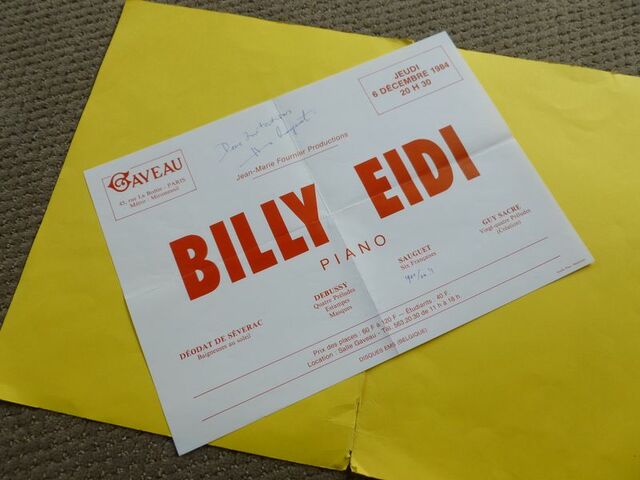 GAVEAU
45, rue La Boétie - PARIS
Métro : Miromesnil
JEUDI
6 DÉCEMBRE 1984
20 H 30
Jean-Marie Fournier Productions
BILLY EIDI
PIANO
DÉODAT DE SÉVERAC
Baigneuses au soleil
DEBUSSY
Quatre Préludes
Estampes
Masques
SAUGUET
Six Françaises
GUY SACRE
Vingt-quatre Préludes
(Création)
Prix des places : 60 F à 120 F — Étudiants : 40 F.
Location : Salle Gaveau - Tél. 563.20.30 de 11 h à 18 h.
DISQUES EMS (BELGIQUE)